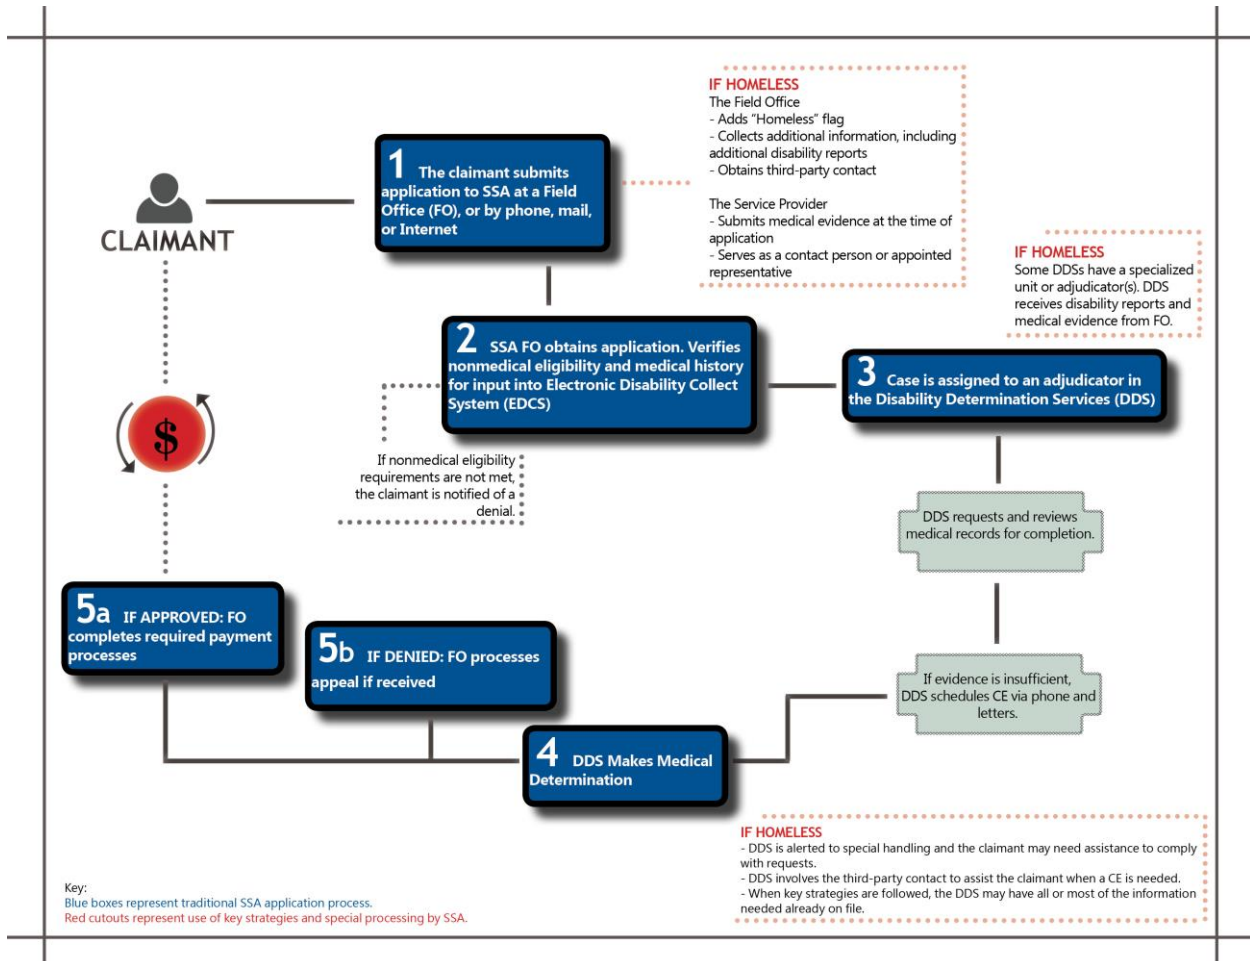 IF HOMELESS
The Field Office
- Adds “Homeless” flag
- Collects additional information, including
additional disability reports
- Obtains third-party contact
The Service Provider
- Submits medical evidence at the time of
application
- Serves as a contact person or appointed
representative
1 The claimant submits
application to SSA at a Field
Office (FO), or by phone, mail,
or Internet
CLAIMANT
IF HOMELESS
Some DDSs have a specialized
unit or adjudicator(s). DDS
receives disability reports and
medical evidence from FO.
2 SSA FO obtains application. Verifies
nonmedical eligibility and medical history
for input into Electronic Disability Collect
System (EDCS)
3 Case is assigned to an adjudicator in
the Disability Determination Services (DDS)
$
If nonmedical eligibility
requirements are not met,
the claimant is notified of a
denial.
DDS requests and reviews
medical records for completion.
5a IF APPROVED: FO
completes required payment
processes
5b IF DENIED: FO processes
appeal if received
If evidence is insufficient,
DDS schedules CE via phone and
letters.
4 DDS Makes Medical
Determination
IF HOMELESS
- DDS is alerted to special handling and the claimant may need assistance to comply
with requests.
- DDS involves the third-party contact to assist the claimant when a CE is needed.
- When key strategies are followed, the DDS may have all or most of the information
needed already on file.
Key:
Blue boxes represent traditional SSA application process.
Red cutouts represent use of key strategies and special processing by SSA.